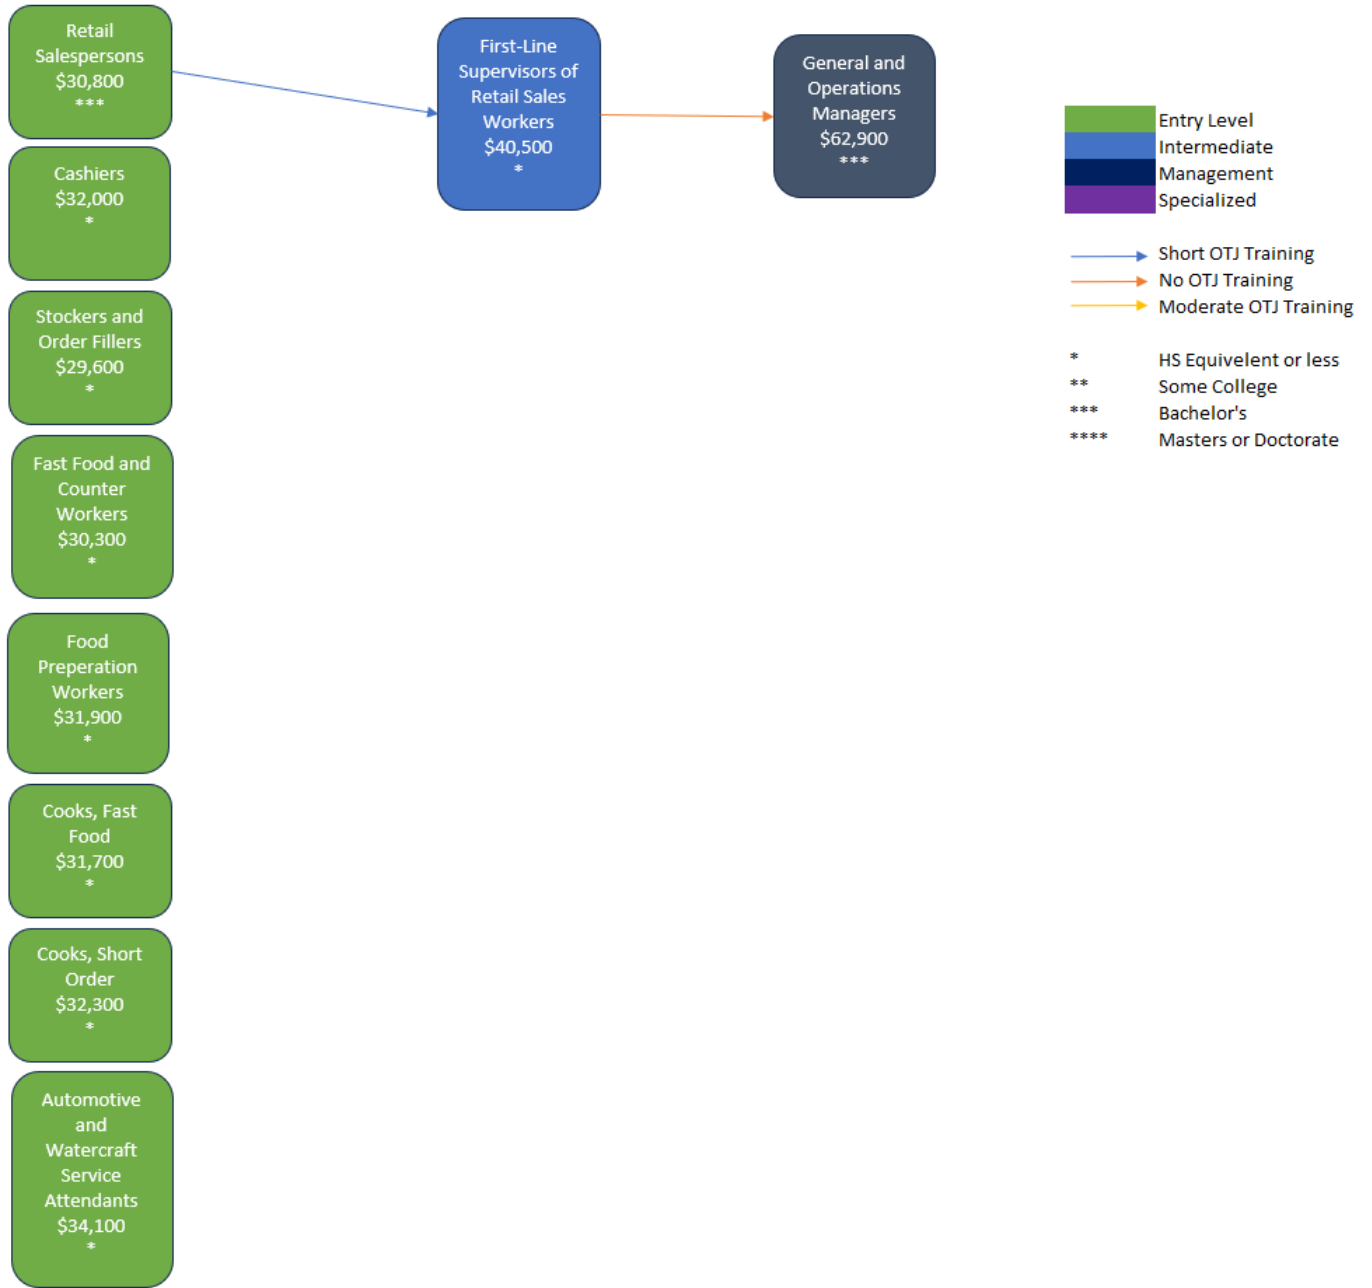 Retail
Salespersons
$30,800
***
Cashiers
$32,000
*
Stockers and
Order Fillers
$29,600
*
Fast Food and
Counter
Workers
$30,300
*
Food
Preperation
Workers
$31,900
*
Cooks, Fast
Food
$31,700
*
Cooks, Short
Order
$32,300
*
Automotive
and
Watercraft
Service
Attendants
$34,100
*
First-Line
Supervisors of
Retail Sales
Workers
$40,500
*
General and
Operations
Managers
$62,900
***
Entry Level
Intermediate
Management
Specialized
Short OTJ Training
No OTJ Training
Moderate OTJ Training
* HS Equivelent or less
** Some College
*** Bachelor's
**** Masters or Doctorate